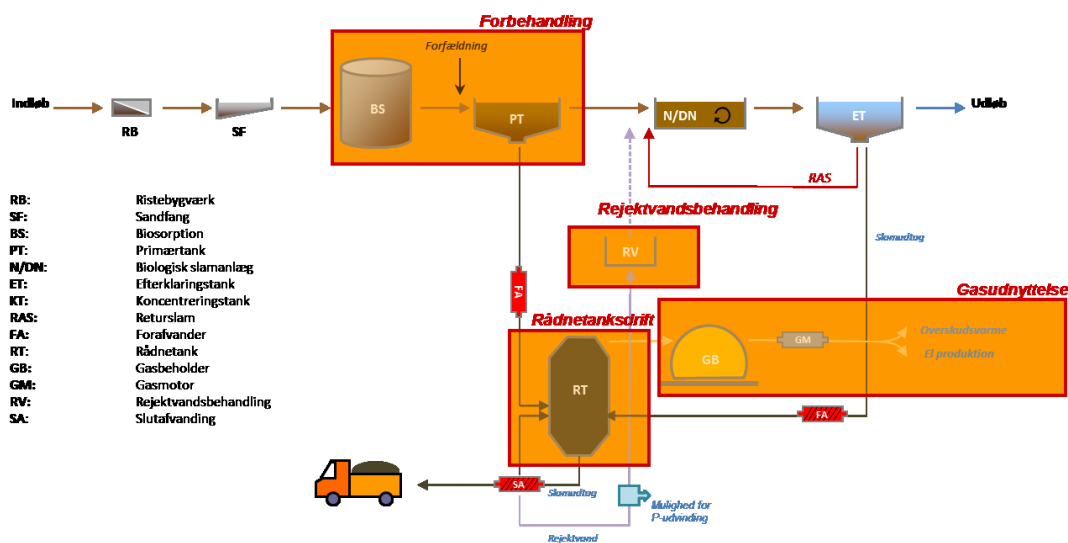 Forbehandling
Forfældning
Indløb
BS
PT
N/DN
ET
Udløb
RB
SF
RAS
RB: Ristebygværk
SF: Sandfang
BS: Biosorption
PT: Primærtank
N/DN: Biologisk slamanlæg
ET: Efterklaringstank
KT: Koncentreringstank
RAS: Returslam
FA: Forafvander
RT: Rådnetank
GB: Gasbeholder
GM: Gasmotor
RV: Rejektvandsbehandling
SA: Slutafvanding
Rejektvandsbehandling
Slamudtag
RV
FA
Gasudnyttelse
Rådnetanksdrift
Overskudsvarme
GM
GB
El produktion
RT
FA
SA
Slamudtag
Mulighed for
P-udvinding
Rejektvand